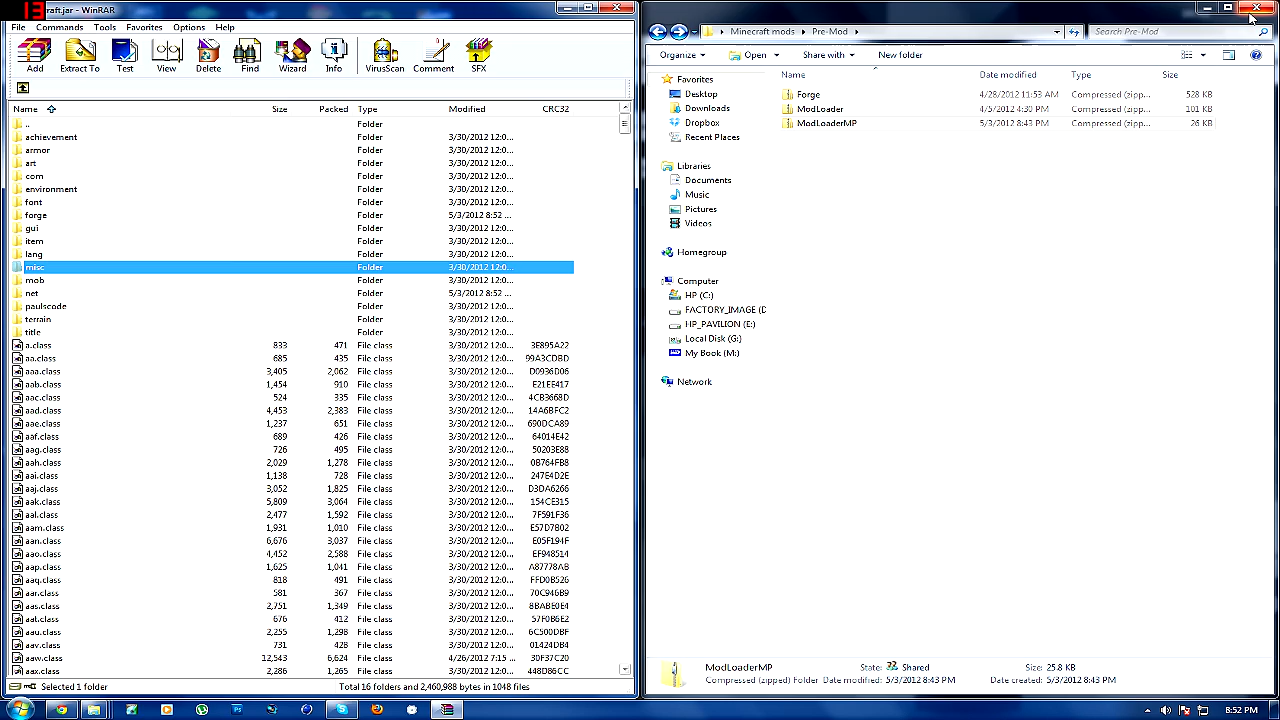 13
raft.jar - WinRAR
File Commands Tools Favorites Options Help
Add Extract To Test View Delete Find Wizard Info VirusScan Comment SFX
Name Size Packed Type Modified CRC32
.. Folder
achievement Folder 3/30/2012 12:0...
armor Folder 3/30/2012 12:0...
art Folder 3/30/2012 12:0...
com Folder 3/30/2012 12:0...
environment Folder 3/30/2012 12:0...
font Folder 3/30/2012 12:0...
forge Folder 5/3/2012 8:52 ...
gui Folder 3/30/2012 12:0...
item Folder 3/30/2012 12:0...
lang Folder 3/30/2012 12:0...
misc Folder 3/30/2012 12:0...
mob Folder 3/30/2012 12:0...
net Folder 5/3/2012 8:52 ...
paulscode Folder 3/30/2012 12:0...
terrain Folder 3/30/2012 12:0...
title Folder 3/30/2012 12:0...
a.class 833 471 File class 3/30/2012 12:0... 3E895A22
aa.class 685 435 File class 3/30/2012 12:0... 99A3CDBD
aaa.class 3,405 2,062 File class 3/30/2012 12:0... D0936D06
aab.class 1,454 910 File class 3/30/2012 12:0... E21EE417
aac.class 524 335 File class 3/30/2012 12:0... 4CB3668D
aad.class 4,453 2,383 File class 3/30/2012 12:0... 14A6BFC2
aae.class 1,237 651 File class 3/30/2012 12:0... 690DCA89
aaf.class 689 426 File class 3/30/2012 12:0... 64014E42
aag.class 726 495 File class 3/30/2012 12:0... 50203E88
aah.class 2,029 1,278 File class 3/30/2012 12:0... 0B764FB8
aai.class 1,138 728 File class 3/30/2012 12:0... 247E4D2E
aaj.class 3,052 1,825 File class 3/30/2012 12:0... D3DA6266
aak.class 5,809 3,064 File class 3/30/2012 12:0... 154CE315
aal.class 2,477 1,592 File class 3/30/2012 12:0... 7F591F36
aam.class 1,931 1,010 File class 3/30/2012 12:0... E57D7802
aan.class 6,676 3,037 File class 3/30/2012 12:0... E05F194F
aao.class 4,452 2,588 File class 3/30/2012 12:0... EF948514
aap.class 1,625 1,041 File class 3/30/2012 12:0... A87778AB
aaq.class 818 491 File class 3/30/2012 12:0... FFD0B526
aar.class 581 367 File class 3/30/2012 12:0... 70C946B9
aas.class 2,751 1,349 File class 3/30/2012 12:0... 8BABE0E4
aat.class 676 412 File class 3/30/2012 12:0... 57F0B6E2
aau.class 2,255 1,298 File class 3/30/2012 12:0... 6C500DBF
aav.class 731 428 File class 3/30/2012 12:0... 01424DB4
aaw.class 12,543 6,624 File class 4/26/2012 7:15 ... 30F37C20
aax.class 2,286 1,265 File class 3/30/2012 12:0... 448D86CC
Selected 1 folder Total 16 folders and 2,460,988 bytes in 1048 files
Minecraft mods Pre-Mod Search Pre-Mod
Organize Open Share with New folder
Favorites
Desktop
Downloads
Dropbox
Recent Places
Libraries
Documents
Music
Pictures
Videos
Homegroup
Computer
HP (C:)
FACTORY_IMAGE (D
HP_PAVILION (E:)
Local Disk (G:)
My Book (M:)
Network
Name Date modified Type Size
Forge 4/28/2012 11:53 AM Compressed (zipp... 528 KB
ModLoader 4/5/2012 4:30 PM Compressed (zipp... 101 KB
ModLoaderMP 5/3/2012 8:43 PM Compressed (zipp... 26 KB
ModLoaderMP State: Shared Size: 25.8 KB
Compressed (zipped) Folder Date modified: 5/3/2012 8:43 PM Date created: 5/3/2012 8:43 PM
8:52 PM